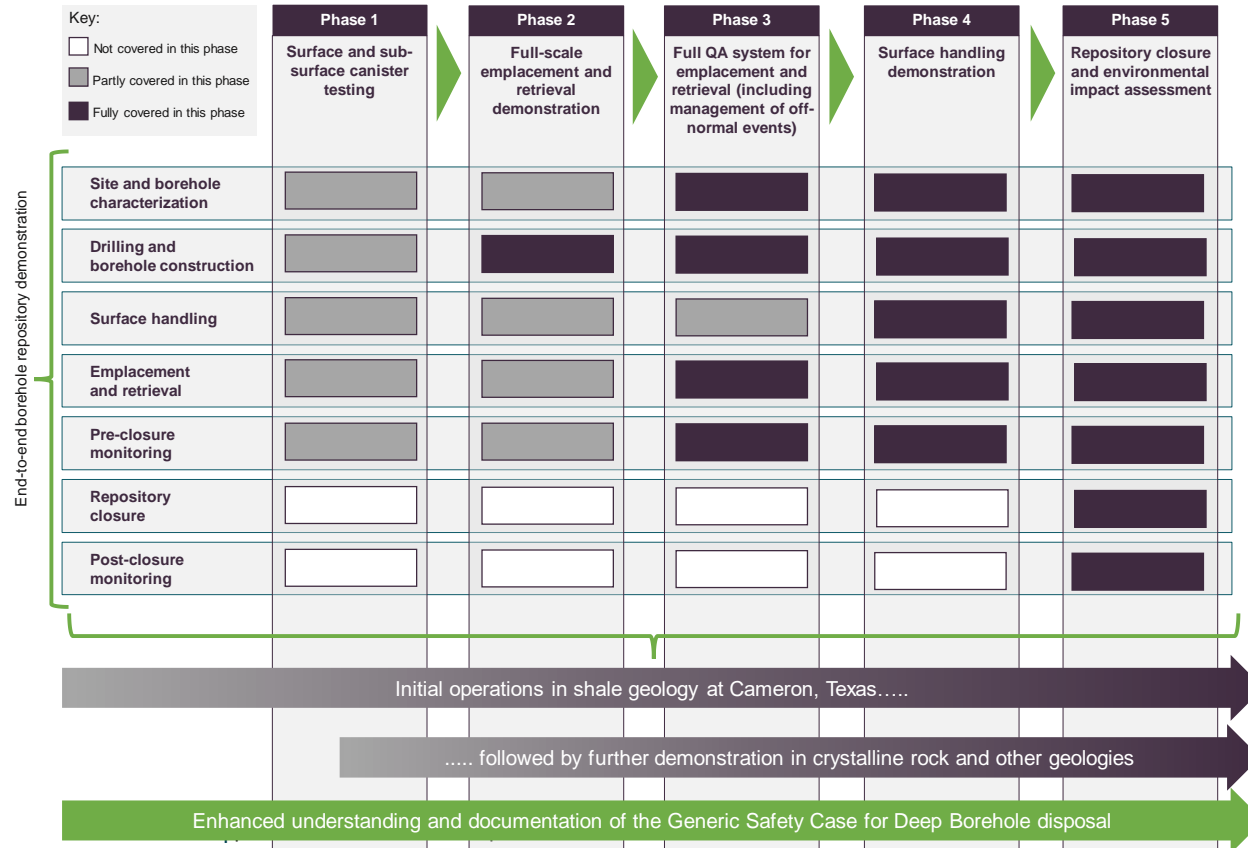 Key:
Not covered in this phase
Partly covered in this phase
Fully covered in this phase
Phase 1
Surface and sub-
surface canister
testing
Phase 2
Full-scale
emplacement and
retrieval
demonstration
Phase 3
Full QA system for
emplacement and
retrieval (including
management of off-
normal events)
Phase 4
Surface handling
demonstration
Phase 5
Repository closure
and environmental
impact assessment
End-to-end borehole repository demonstration
Site and borehole
characterization
Drilling and
borehole construction
Surface handling
Emplacement
and retrieval
Pre-closure
monitoring
Repository
closure
Post-closure
monitoring
Initial operations in shale geology at Cameron, Texas…..
..... followed by further demonstration in crystalline rock and other geologies
Enhanced understanding and documentation of the Generic Safety Case for Deep Borehole disposal